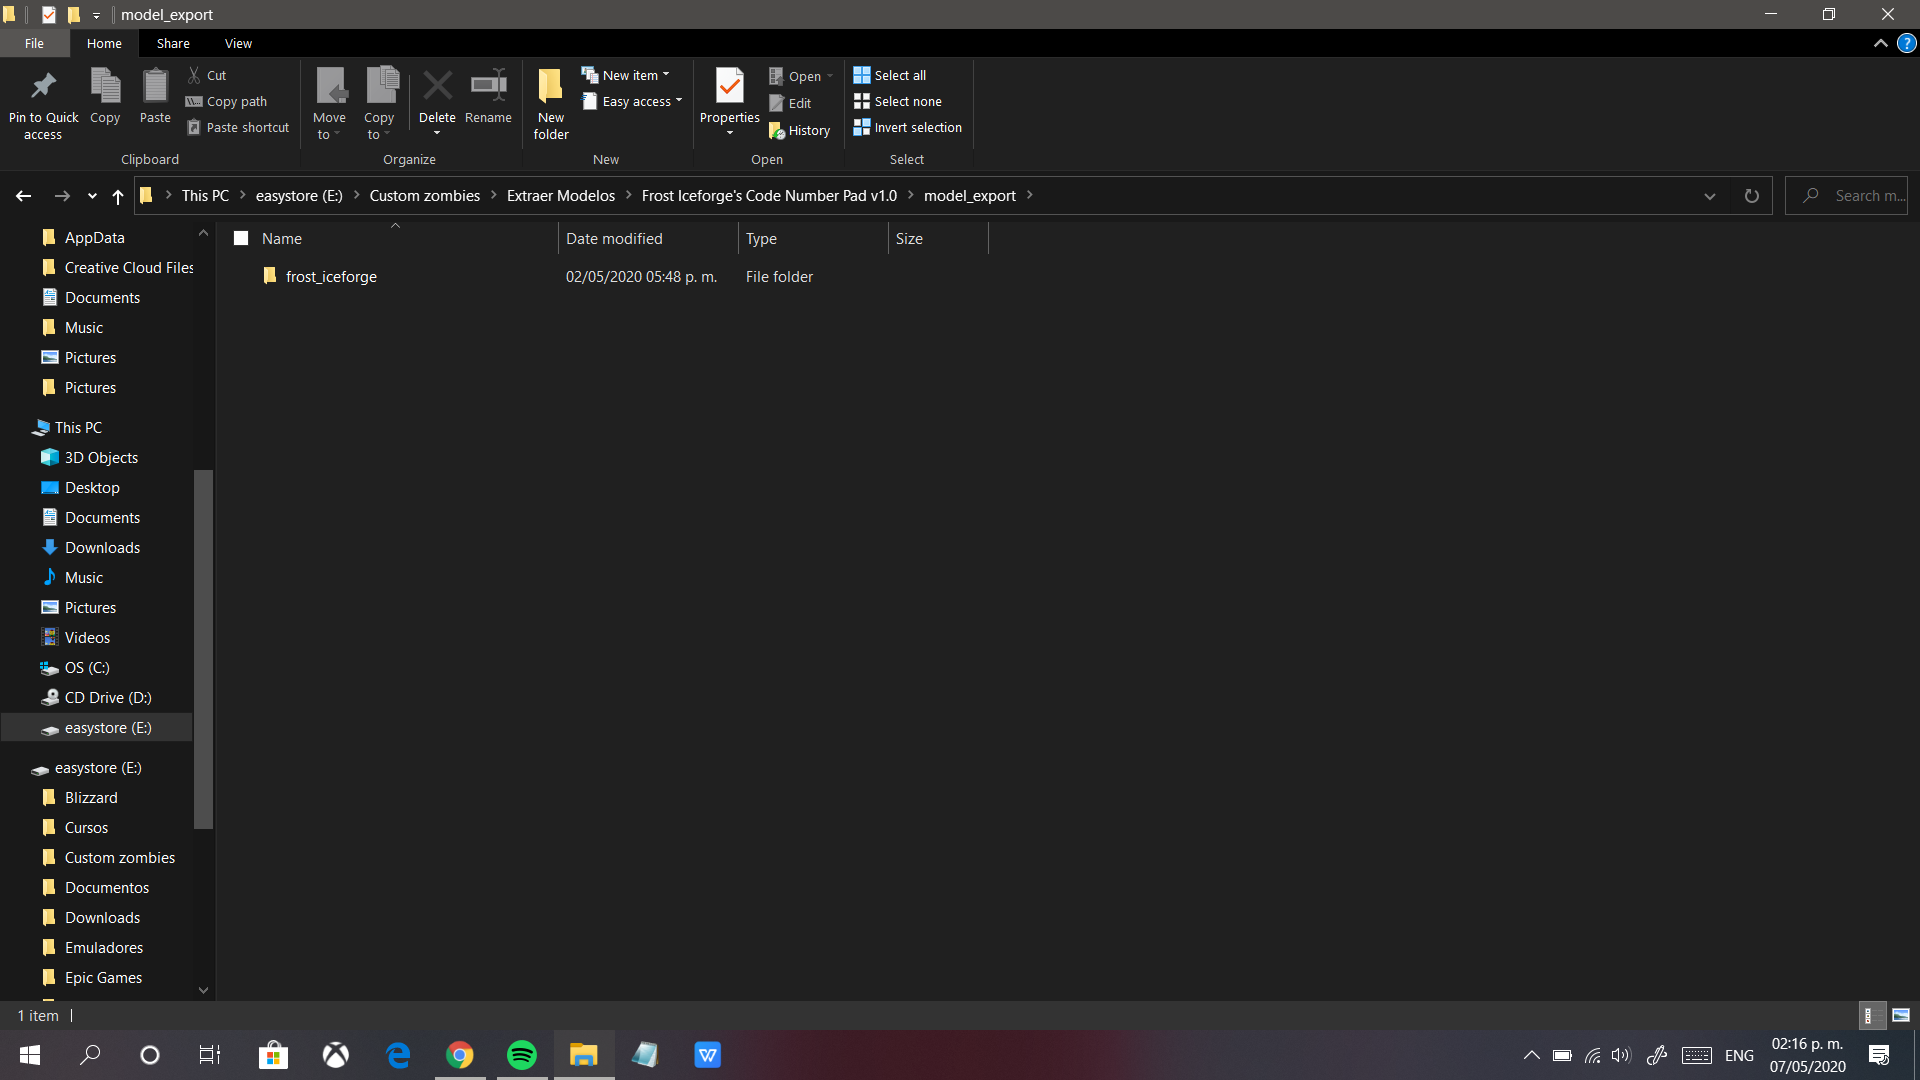 model_export
File
Home
Share
View
Pin to Quick
access
Copy
Paste
Cut
Copy path
Paste shortcut
Clipboard
Move
to
Copy
to
Delete
Rename
Organize
New
folder
New item
Easy access
New
Properties
Open
Edit
History
Open
Select all
Select none
Invert selection
Select
This PC
easystore (E:)
Custom zombies
Extraer Modelos
Frost Iceforge's Code Number Pad v1.0
model_export
Search m...
Name
Date modified
Type
Size
frost_iceforge
02/05/2020 05:48 p. m.
File folder
AppData
Creative Cloud Files
Documents
Music
Pictures
Pictures
This PC
3D Objects
Desktop
Documents
Downloads
Music
Pictures
Videos
OS (C:)
CD Drive (D:)
easystore (E:)
easystore (E:)
Blizzard
Cursos
Custom zombies
Documentos
Downloads
Emuladores
Epic Games
1 item
ENG
02:16 p. m.
07/05/2020